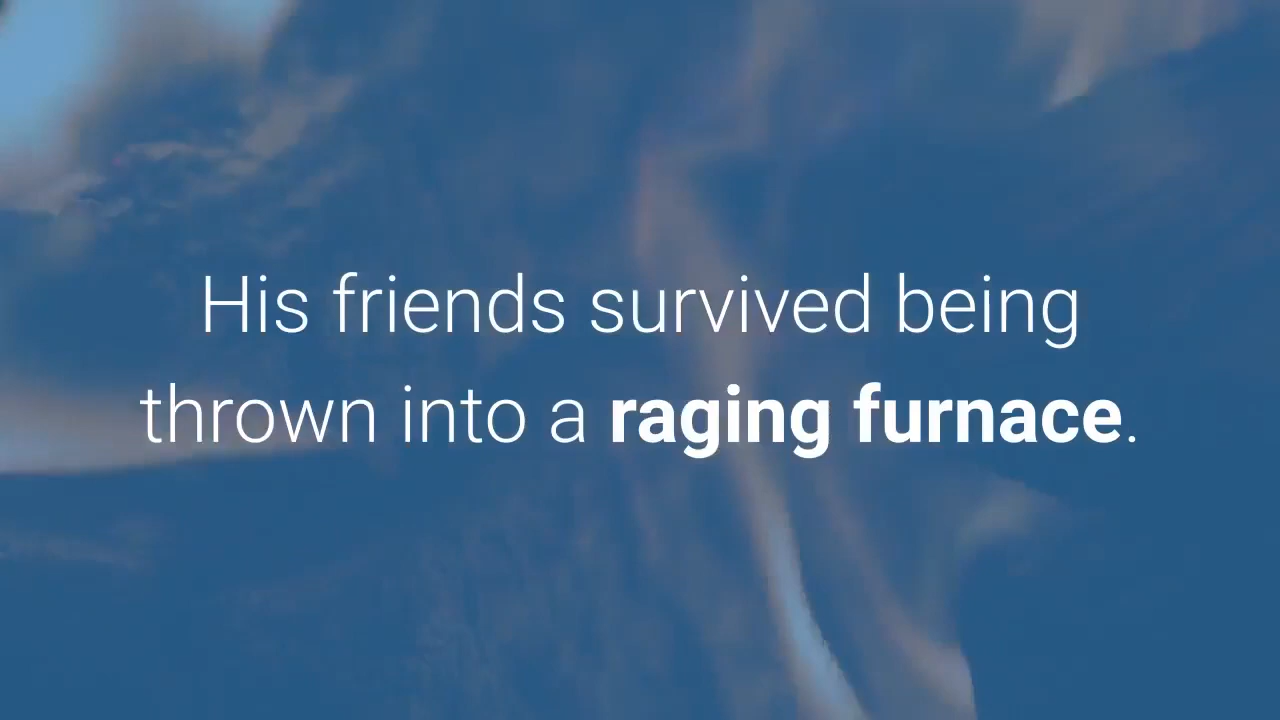 His friends survived being
thrown into a raging furnace.